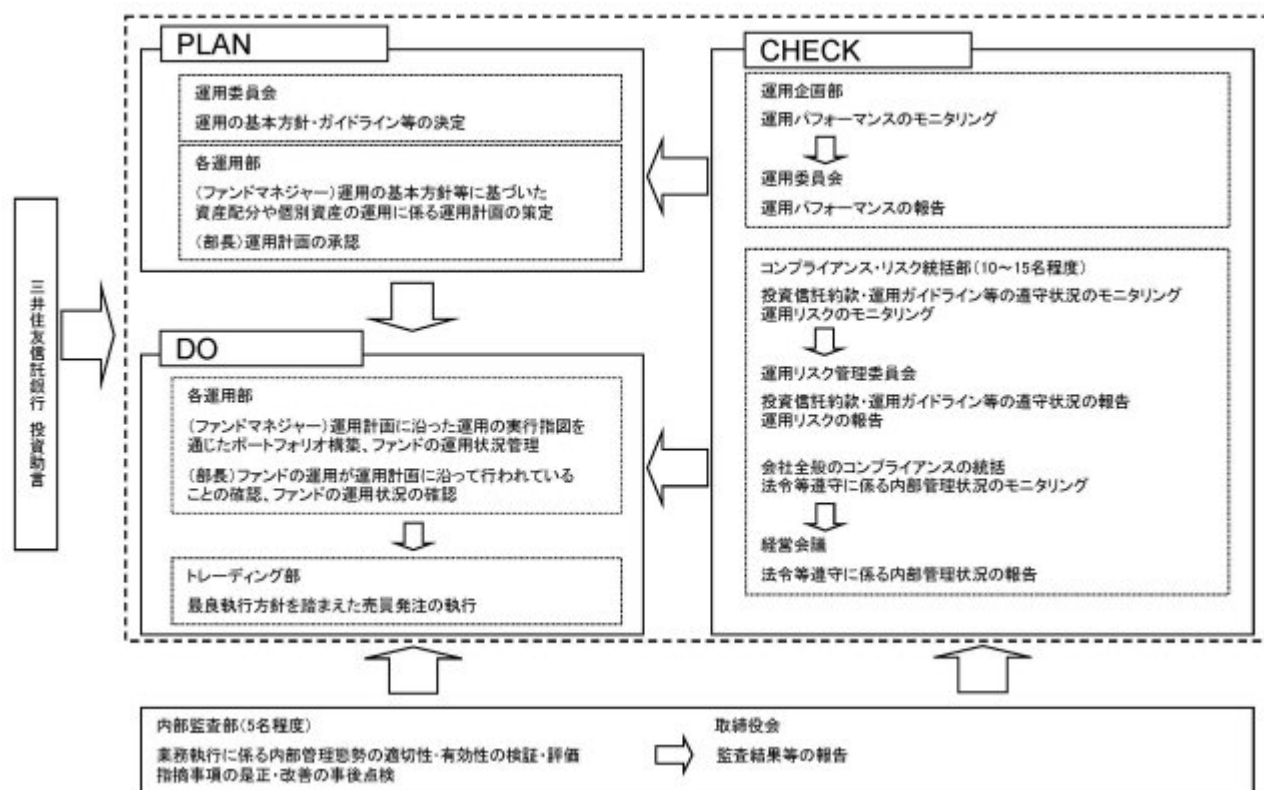 三井住友信託銀行 投資助言
PLAN
運用委員会
運用の基本方針・ガイドライン等の決定
各運用部
(ファンドマネジャー)運用の基本方針等に基づいた
資産配分や個別資産の運用に係る運用計画の策定
(部長)運用計画の承認
DO
各運用部
(ファンドマネジャー)運用計画に沿った運用の実行指図を
通じたポートフォリオ構築、ファンドの運用状況管理
(部長)ファンドの運用が運用計画に沿って行われている
ことの確認、ファンドの運用状況の確認
トレーディング部
最良執行方針を踏まえた売買発注の執行
CHECK
運用企画部
運用パフォーマンスのモニタリング
運用委員会
運用パフォーマンスの報告
コンプライアンス・リスク統括部(10~15名程度)
投資信託約款・運用ガイドライン等の遵守状況のモニタリング
運用リスクのモニタリング
運用リスク管理委員会
投資信託約款・運用ガイドライン等の遵守状況の報告
運用リスクの報告
会社全般のコンプライアンスの統括
法令等遵守に係る内部管理状況のモニタリング
経営会議
法令等遵守に係る内部管理状況の報告
内部監査部(5名程度)
業務執行に係る内部管理態勢の適切性・有効性の検証・評価
指摘事項の是正・改善の事後点検
取締役会
監査結果等の報告